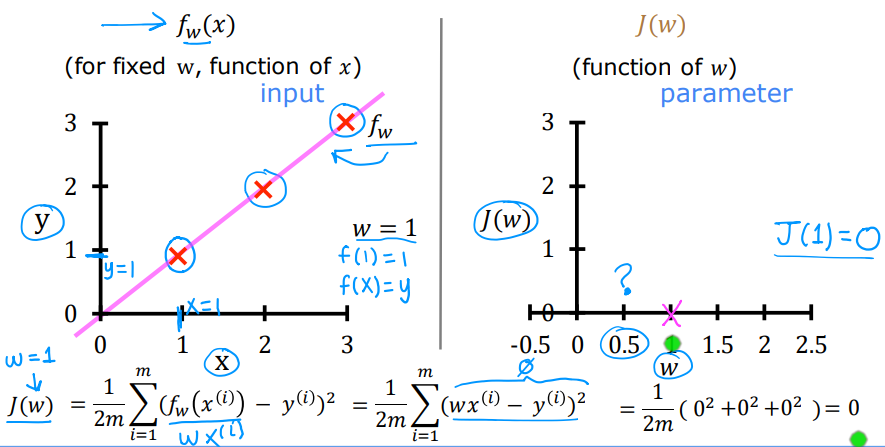 f_w(x)
(for fixed w, function of x)
input
3
2
1
0
y
y=1
x=1
f_w
w = 1
f(1)=1
f(x)=y
0 1 2 3
x
J(w)
(function of w)
parameter
3
2
1
0
J(w)
?
J(1)=0
-0.5 0 0.5 1 1.5 2 2.5
w
w=1
J(w) = \frac{1}{2m} \sum_{i=1}^{m} (f_w(x^{(i)}) - y^{(i)})^2 = \frac{1}{2m} \sum_{i=1}^{m} (wx^{(i)} - y^{(i)})^2 = \frac{1}{2m} (0^2+0^2+0^2) = 0
wx^{(i)}
0